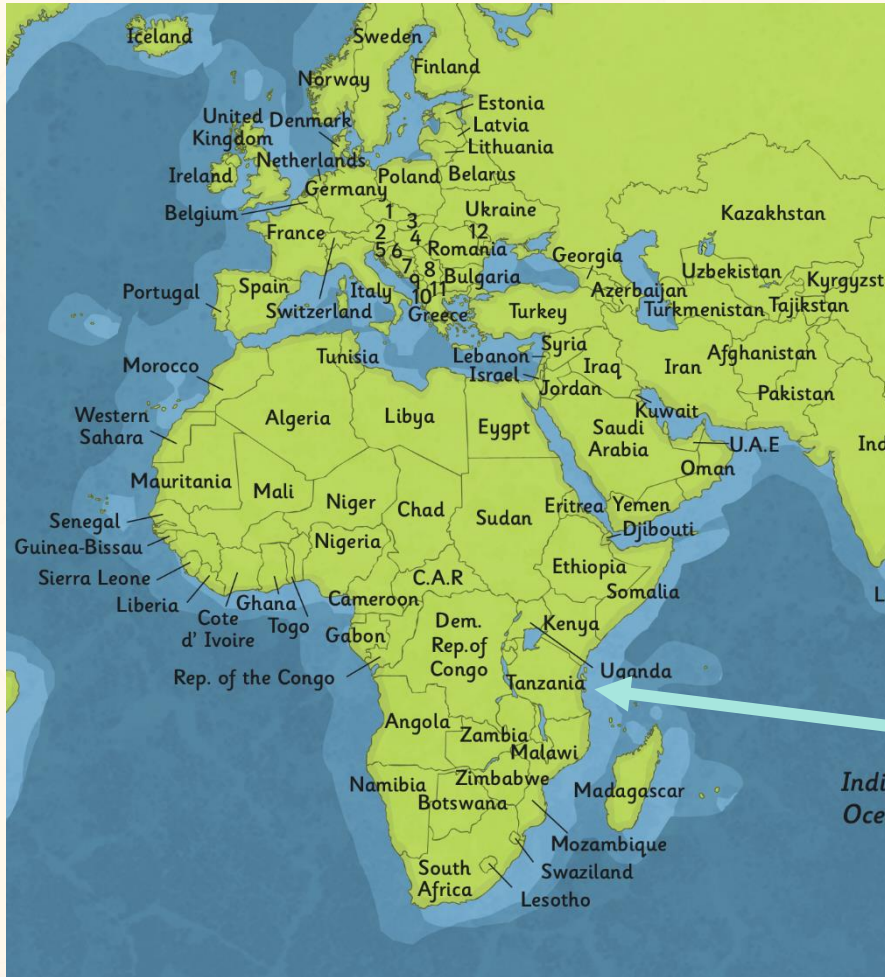 Iceland
Sweden
Finland
Norway
Estonia
United
Kingdom
Denmark
Latvia
Lithuania
Netherlands
Ireland
Poland
Belarus
Germany
Belgium
1
3
Ukraine
Kazakhstan
France
2
4
12
5
6
Romania
Georgia
7
8
Uzbekistan
Kyrgyzst
Portugal
Spain
Italy
9
Bulgaria
Azerbaijan
10
11
Turkmenistan
Tajikstan
Switzerland
Greece
Turkey
Tunisia
Lebanon
Syria
Iraq
Iran
Afghanistan
Morocco
Israel
Jordan
Pakistan
Western
Sahara
Algeria
Libya
Eygpt
Kuwait
Saudi
Arabia
U.A.E
Ind
Oman
Mauritania
Mali
Niger
Chad
Sudan
Eritrea
Yemen
Senegal
Djibouti
Guinea-Bissau
Nigeria
Ethiopia
Sierra Leone
C.A.R
Somalia
Liberia
Cote
d' Ivoire
Ghana
Togo
Cameroon
L
Gabon
Dem.
Rep.of
Congo
Kenya
Rep. of the Congo
Uganda
Tanzania
Angola
Zambia
Malawi
Namibia
Zimbabwe
Botswana
Madagascar
Indi
Oce
Mozambique
South
Africa
Swaziland
Lesotho